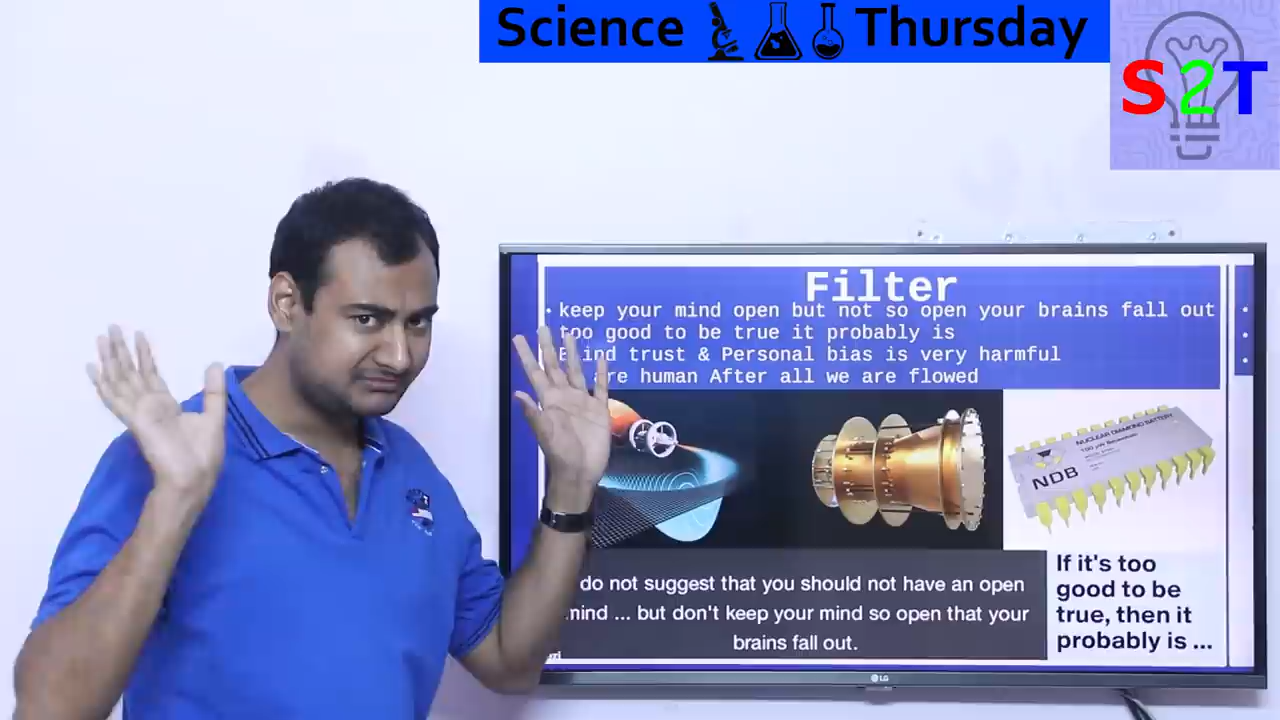 Science Thursday
S2T
Filter
• keep your mind open but not so open your brains fall out
too good to be true it probably is
Blind trust & Personal bias is very harmful
are human After all we are flowed
NUCLEAR DIAMOND BATTERY
NDB
do not suggest that you should not have an open
mind ... but don't keep your mind so open that your
brains fall out.
If it's too
good to be
true, then it
probably is ...
LG